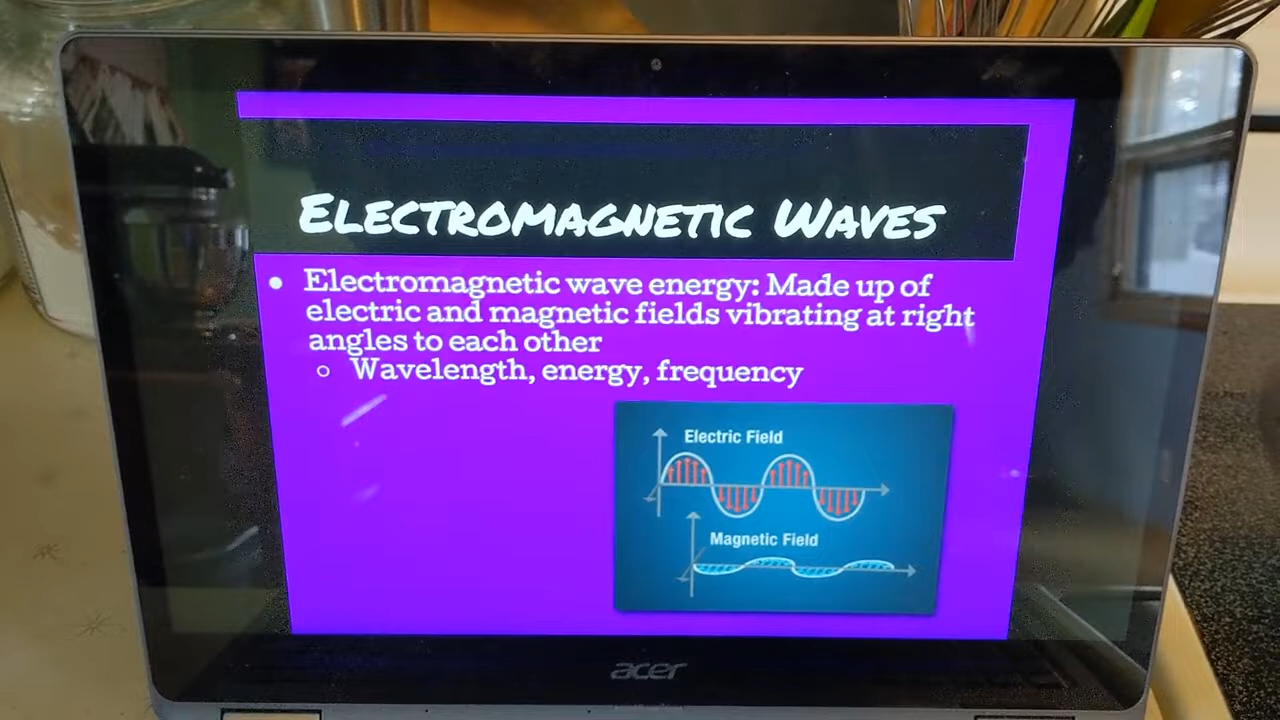 ELECTROMAGNETIC WAVES
• Electromagnetic wave energy: Made up of
electric and magnetic fields vibrating at right
angles to each other
○ Wavelength, energy, frequency
Electric Field
Magnetic Field
acer